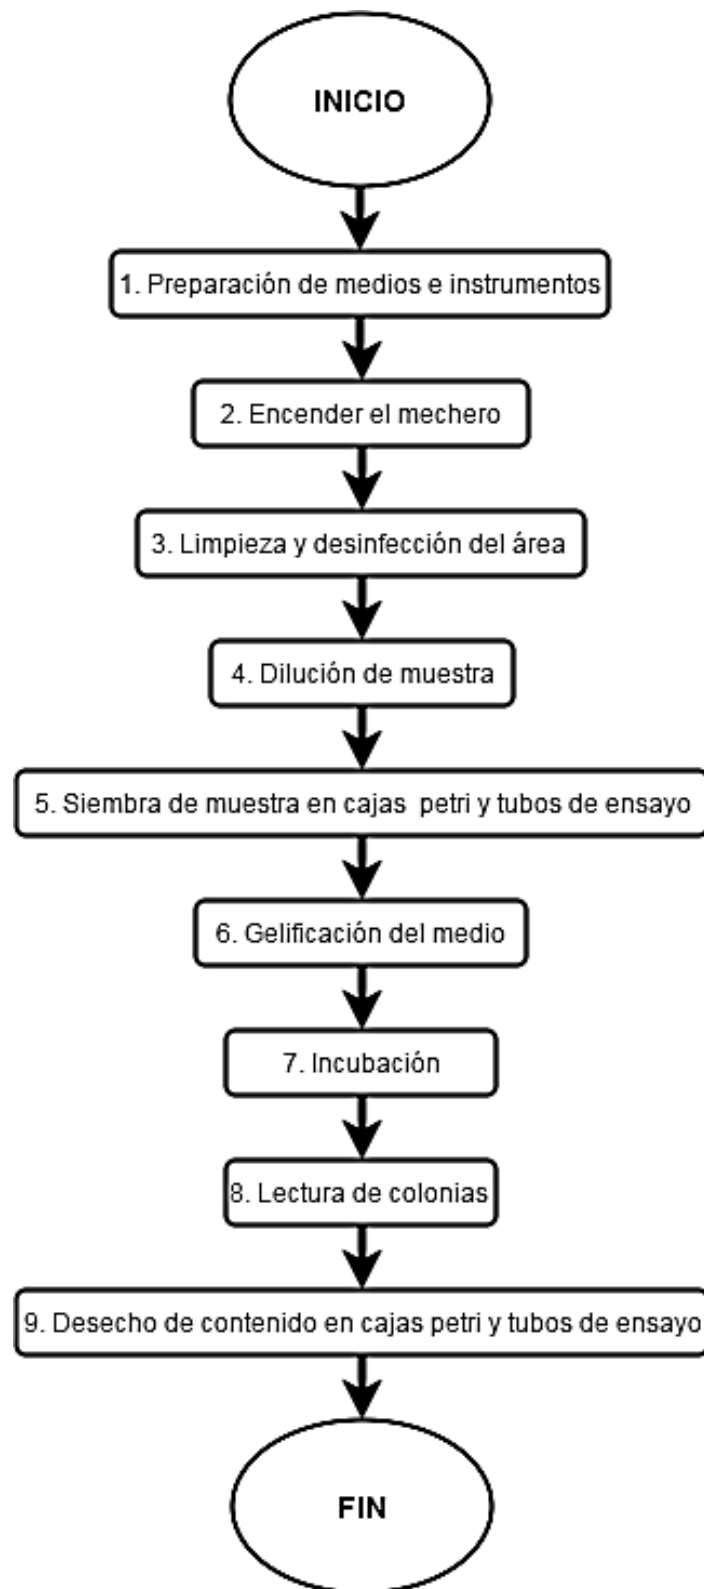 INICIO
1. Preparación de medios e instrumentos
2. Encender el mechero
3. Limpieza y desinfección del área
4. Dilución de muestra
5. Siembra de muestra en cajas petri y tubos de ensayo
6. Gelificación del medio
7. Incubación
8. Lectura de colonias
9. Desecho de contenido en cajas petri y tubos de ensayo
FIN